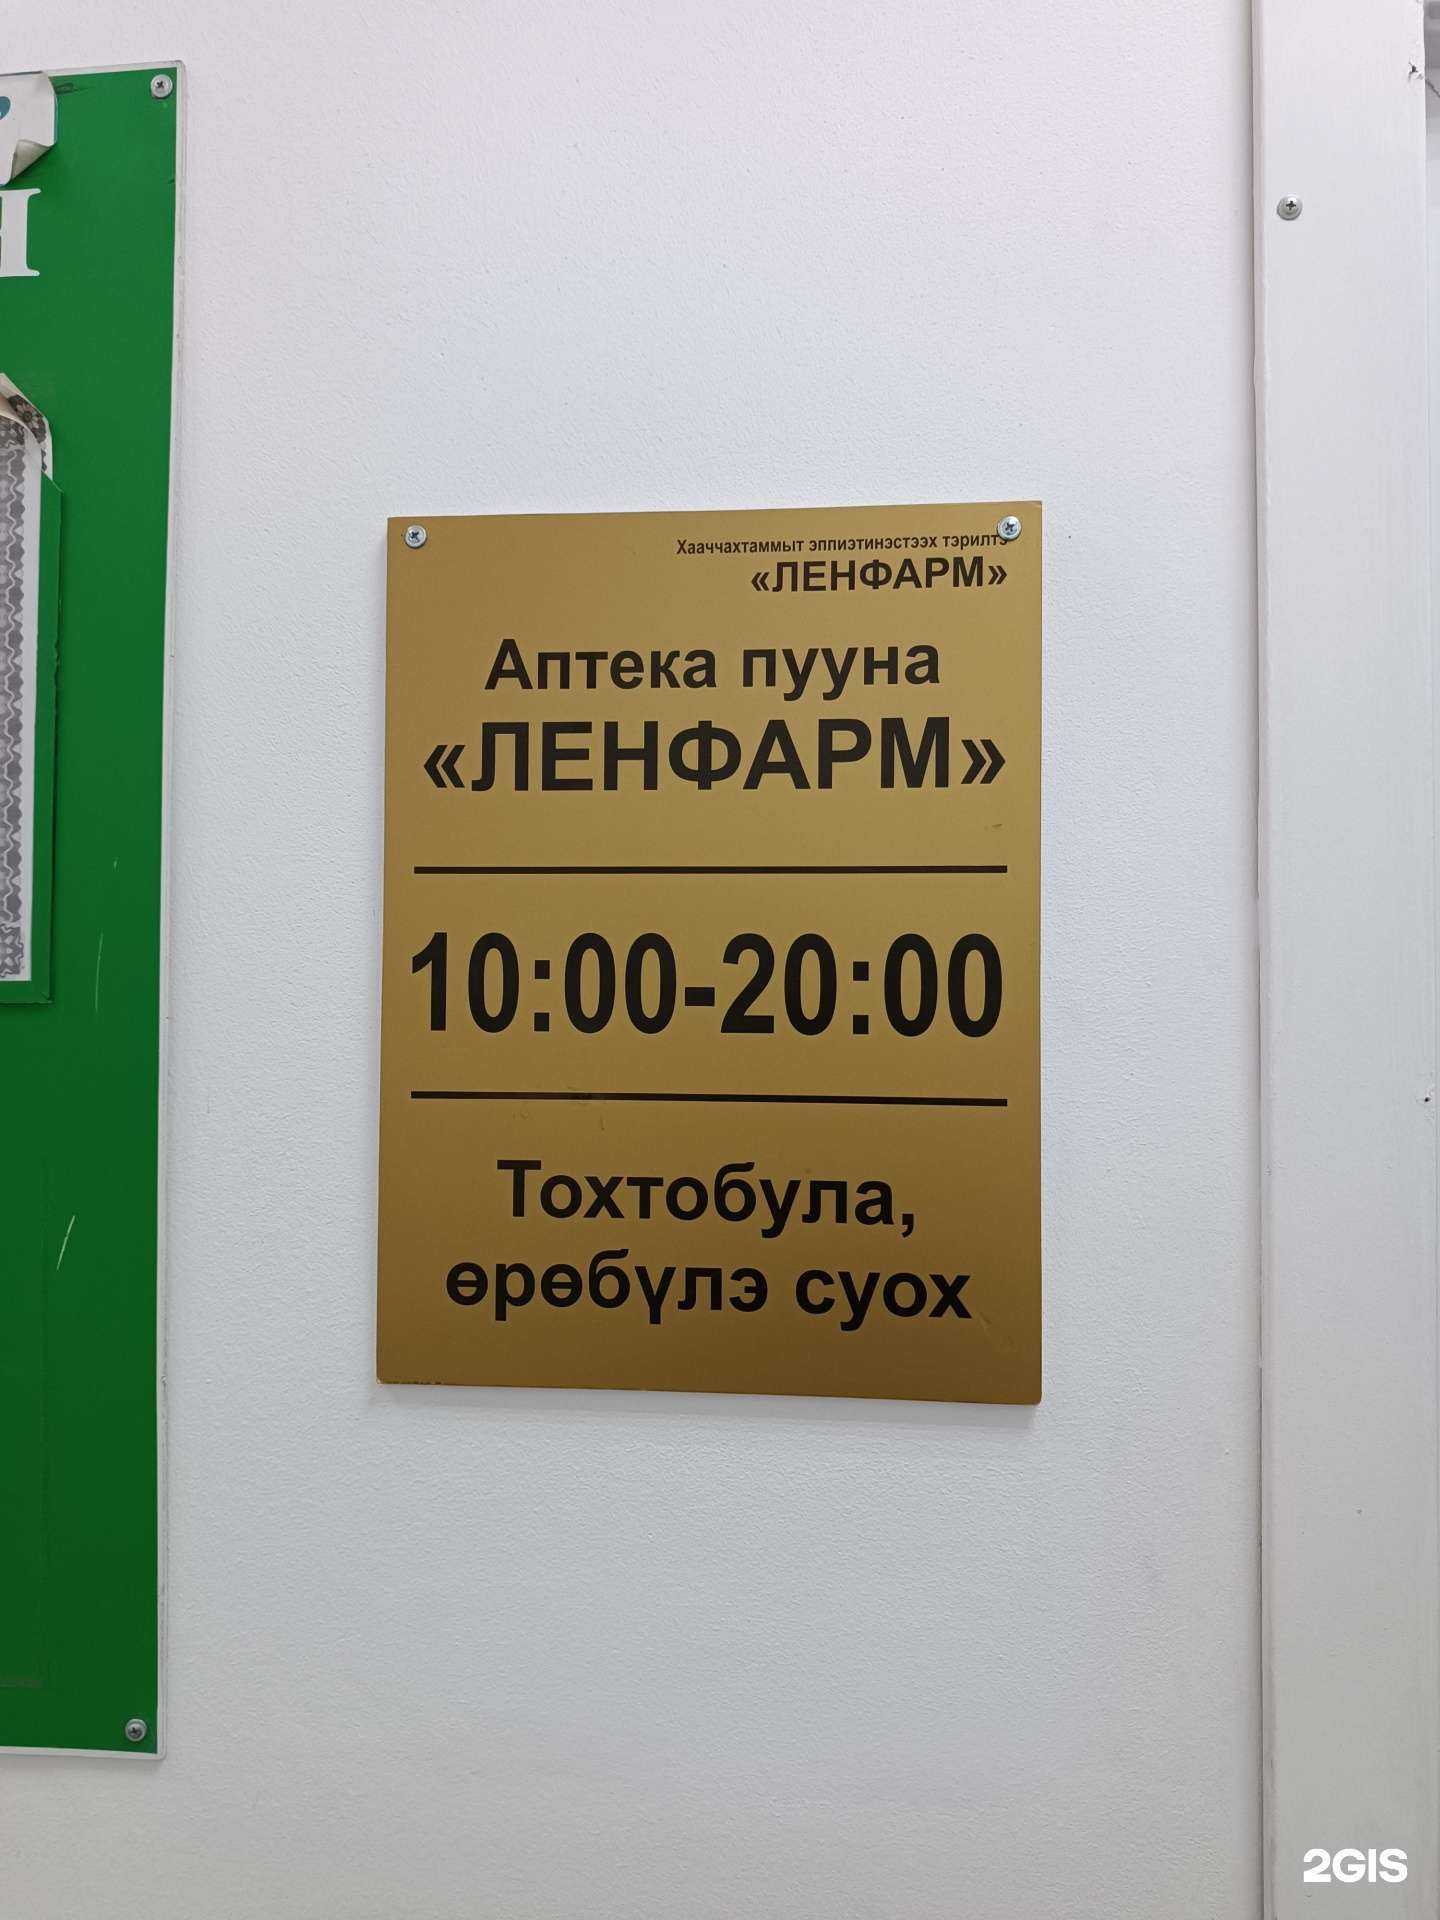 Хааччахтаммыт эппиэтинэстээх тэрилтэ
«ЛЕНФАРМ»
Аптека пууна
«ЛЕНФАРМ»
10:00-20:00
Тохтобула,
өрөбүлэ суох
2GIS